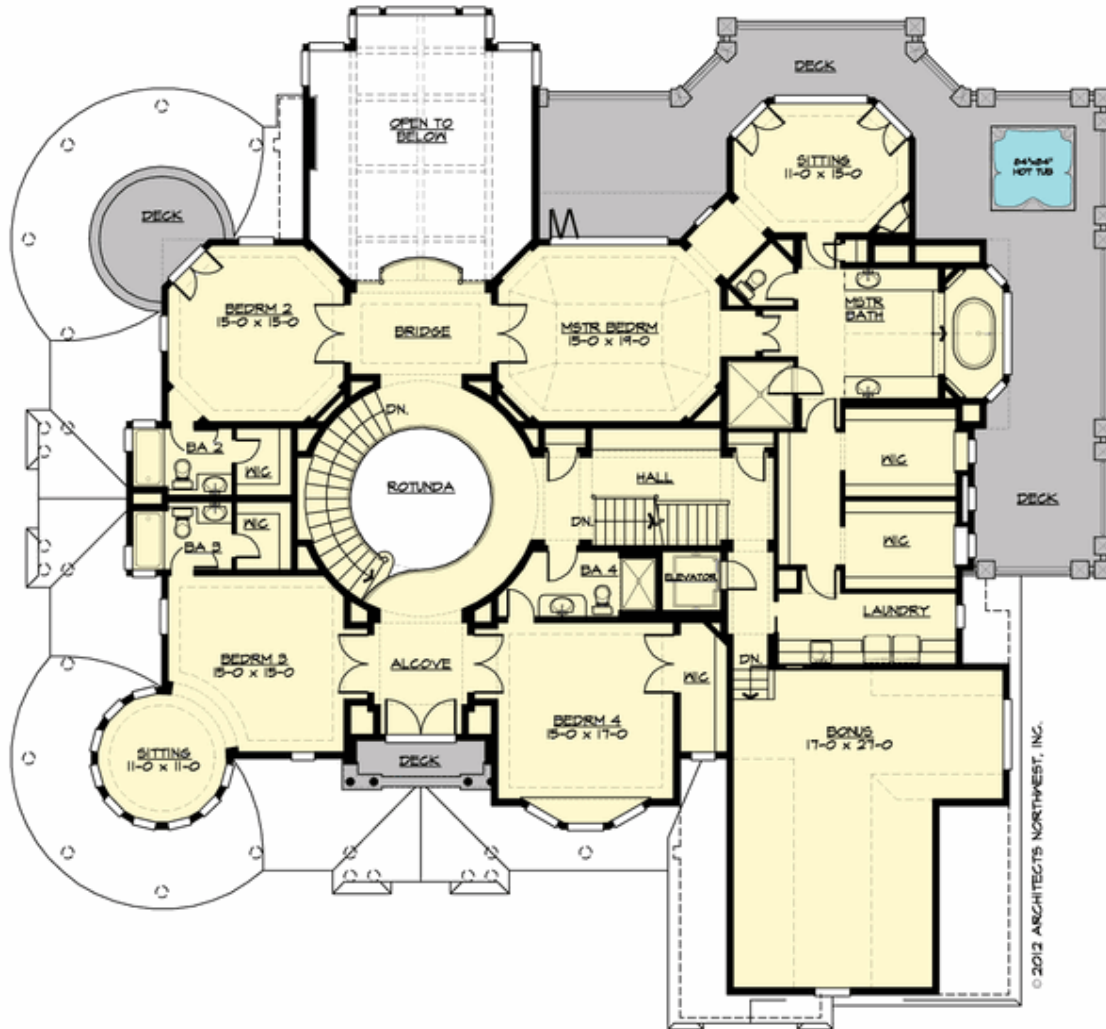 DECK
OPEN TO
BELOW
SITTING
11-0 x 15-0
84"x84"
HOT TUB
DECK
M
BEDRM 2
15-0 x 15-0
BRIDGE
MSTR BEDRM
15-0 x 19-0
MSTR
BATH
DN.
BA 2
WIC
ROTUNDA
HALL
WIC
DECK
DN.
BA 3
WIC
WIC
BA 4
ELEVATOR
LAUNDRY
BEDRM 3
15-0 x 15-0
ALCOVE
DN.
WIC
BEDRM 4
15-0 x 17-0
BONUS
17-0 x 27-0
SITTING
11-0 x 11-0
DECK
© 2012 ARCHITECTS NORTHWEST, INC.